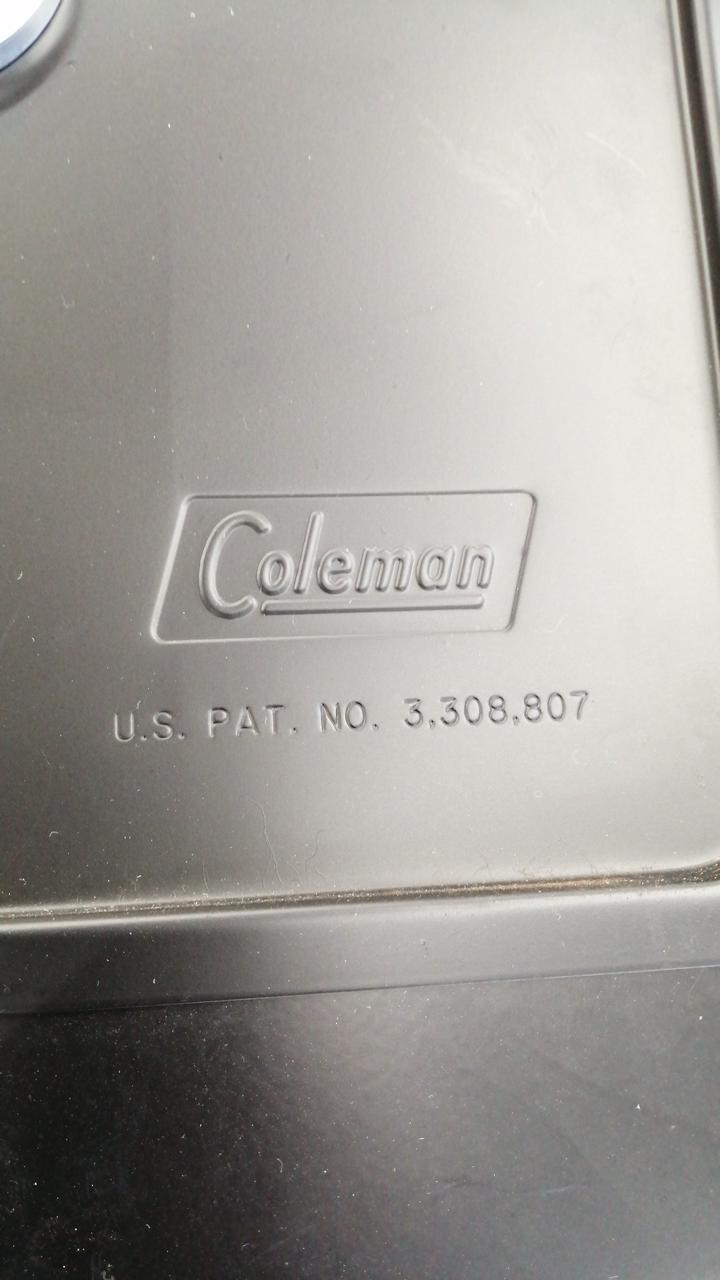 Coleman
U.S. PAT. NO. 3,308,807